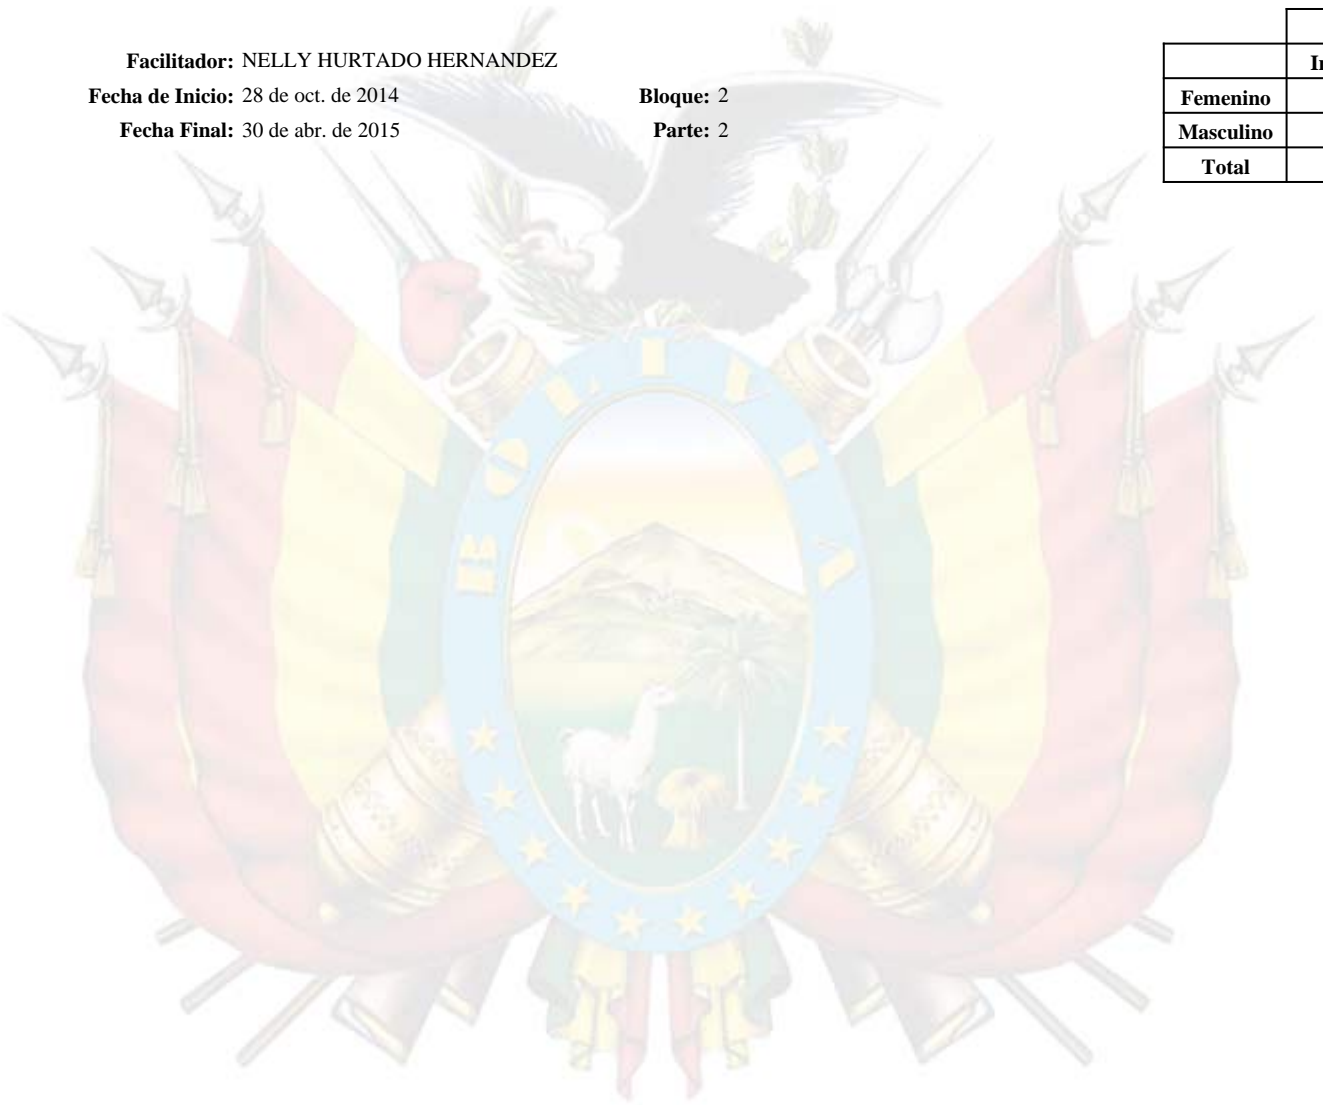 Facilitador: NELLY HURTADO HERNANDEZ
Fecha de Inicio: 28 de oct. de 2014 Bloque: 2
Fecha Final: 30 de abr. de 2015 Parte: 2
Femenino
Masculino
Total
BOLIVIA